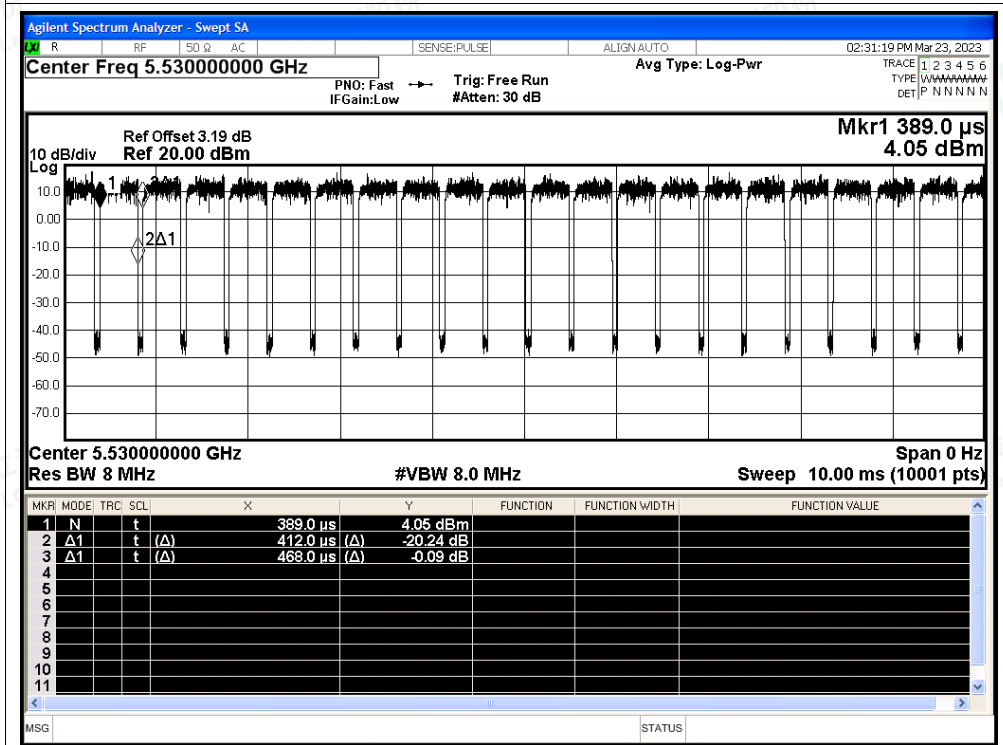 Agilent Spectrum Analyzer - Swept SA
LXI R RF 50 Ω AC SENSE:PULSE ALIGN AUTO 02:31:19 PM Mar 23, 2023
Center Freq 5.530000000 GHz
PNO: Fast
IFGain:Low
Trig: Free Run
#Atten: 30 dB
Avg Type: Log-Pwr
TRACE 1 2 3 4 5 6
TYPE WWWWWW
DET P N N N N N
Mkr1 389.0 µs
4.05 dBm
Ref Offset 3.19 dB
10 dB/div Ref 20.00 dBm
Log
10.0
0.00
-10.0
-20.0
-30.0
-40.0
-50.0
-60.0
-70.0
1
3Δ1
2Δ1
Center 5.530000000 GHz Span 0 Hz
Res BW 8 MHz #VBW 8.0 MHz Sweep 10.00 ms (10001 pts)
MKR MODE TRC SCL X Y FUNCTION FUNCTION WIDTH FUNCTION VALUE
1 N t 389.0 µs 4.05 dBm
2 Δ1 t (Δ) 412.0 µs (Δ) -20.24 dB
3 Δ1 t (Δ) 468.0 µs (Δ) -0.09 dB
4
5
6
7
8
9
10
11
MSG STATUS